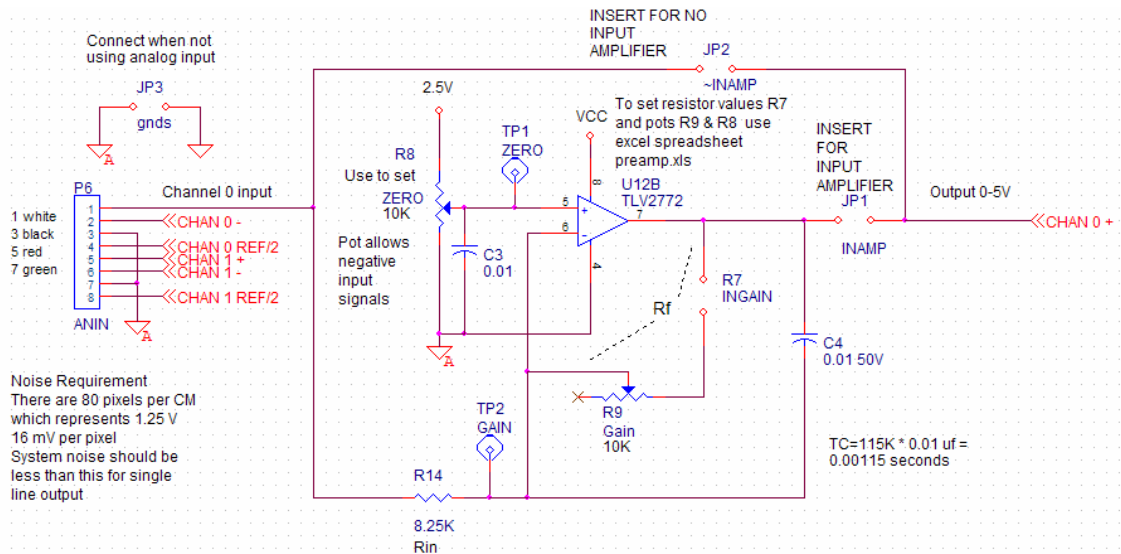 Connect when not
using analog input
JP3
gnds
A
P6
1 white
3 black
5 red
7 green
1
2
3
4
5
6
7
8
ANIN
Channel 0 input
CHAN 0 -
CHAN 0 REF/2
CHAN 1 +
CHAN 1 -
CHAN 1 REF/2
A
Noise Requirement
There are 80 pixels per CM
which represents 1.25 V
16 mV per pixel
System noise should be
less than this for single
line output
2.5V
R8
Use to set
ZERO
10K
Pot allows
negative
input
signals
C3
0.01
A
TP1
ZERO
VCC
8
5
+
6
-
7
4
U12B
TLV2772
INSERT FOR NO
INPUT
AMPLIFIER
JP2
~INAMP
To set resistor values R7
and pots R9 & R8 use
excel spreadsheet
preamp.xls
INSERT
FOR
INPUT
AMPLIFIER
JP1
INAMP
Output 0-5V
CHAN 0 +
R7
INGAIN
Rf
C4
0.01 50V
R9
Gain
10K
TP2
GAIN
R14
8.25K
Rin
TC=115K * 0.01 uf =
0.00115 seconds